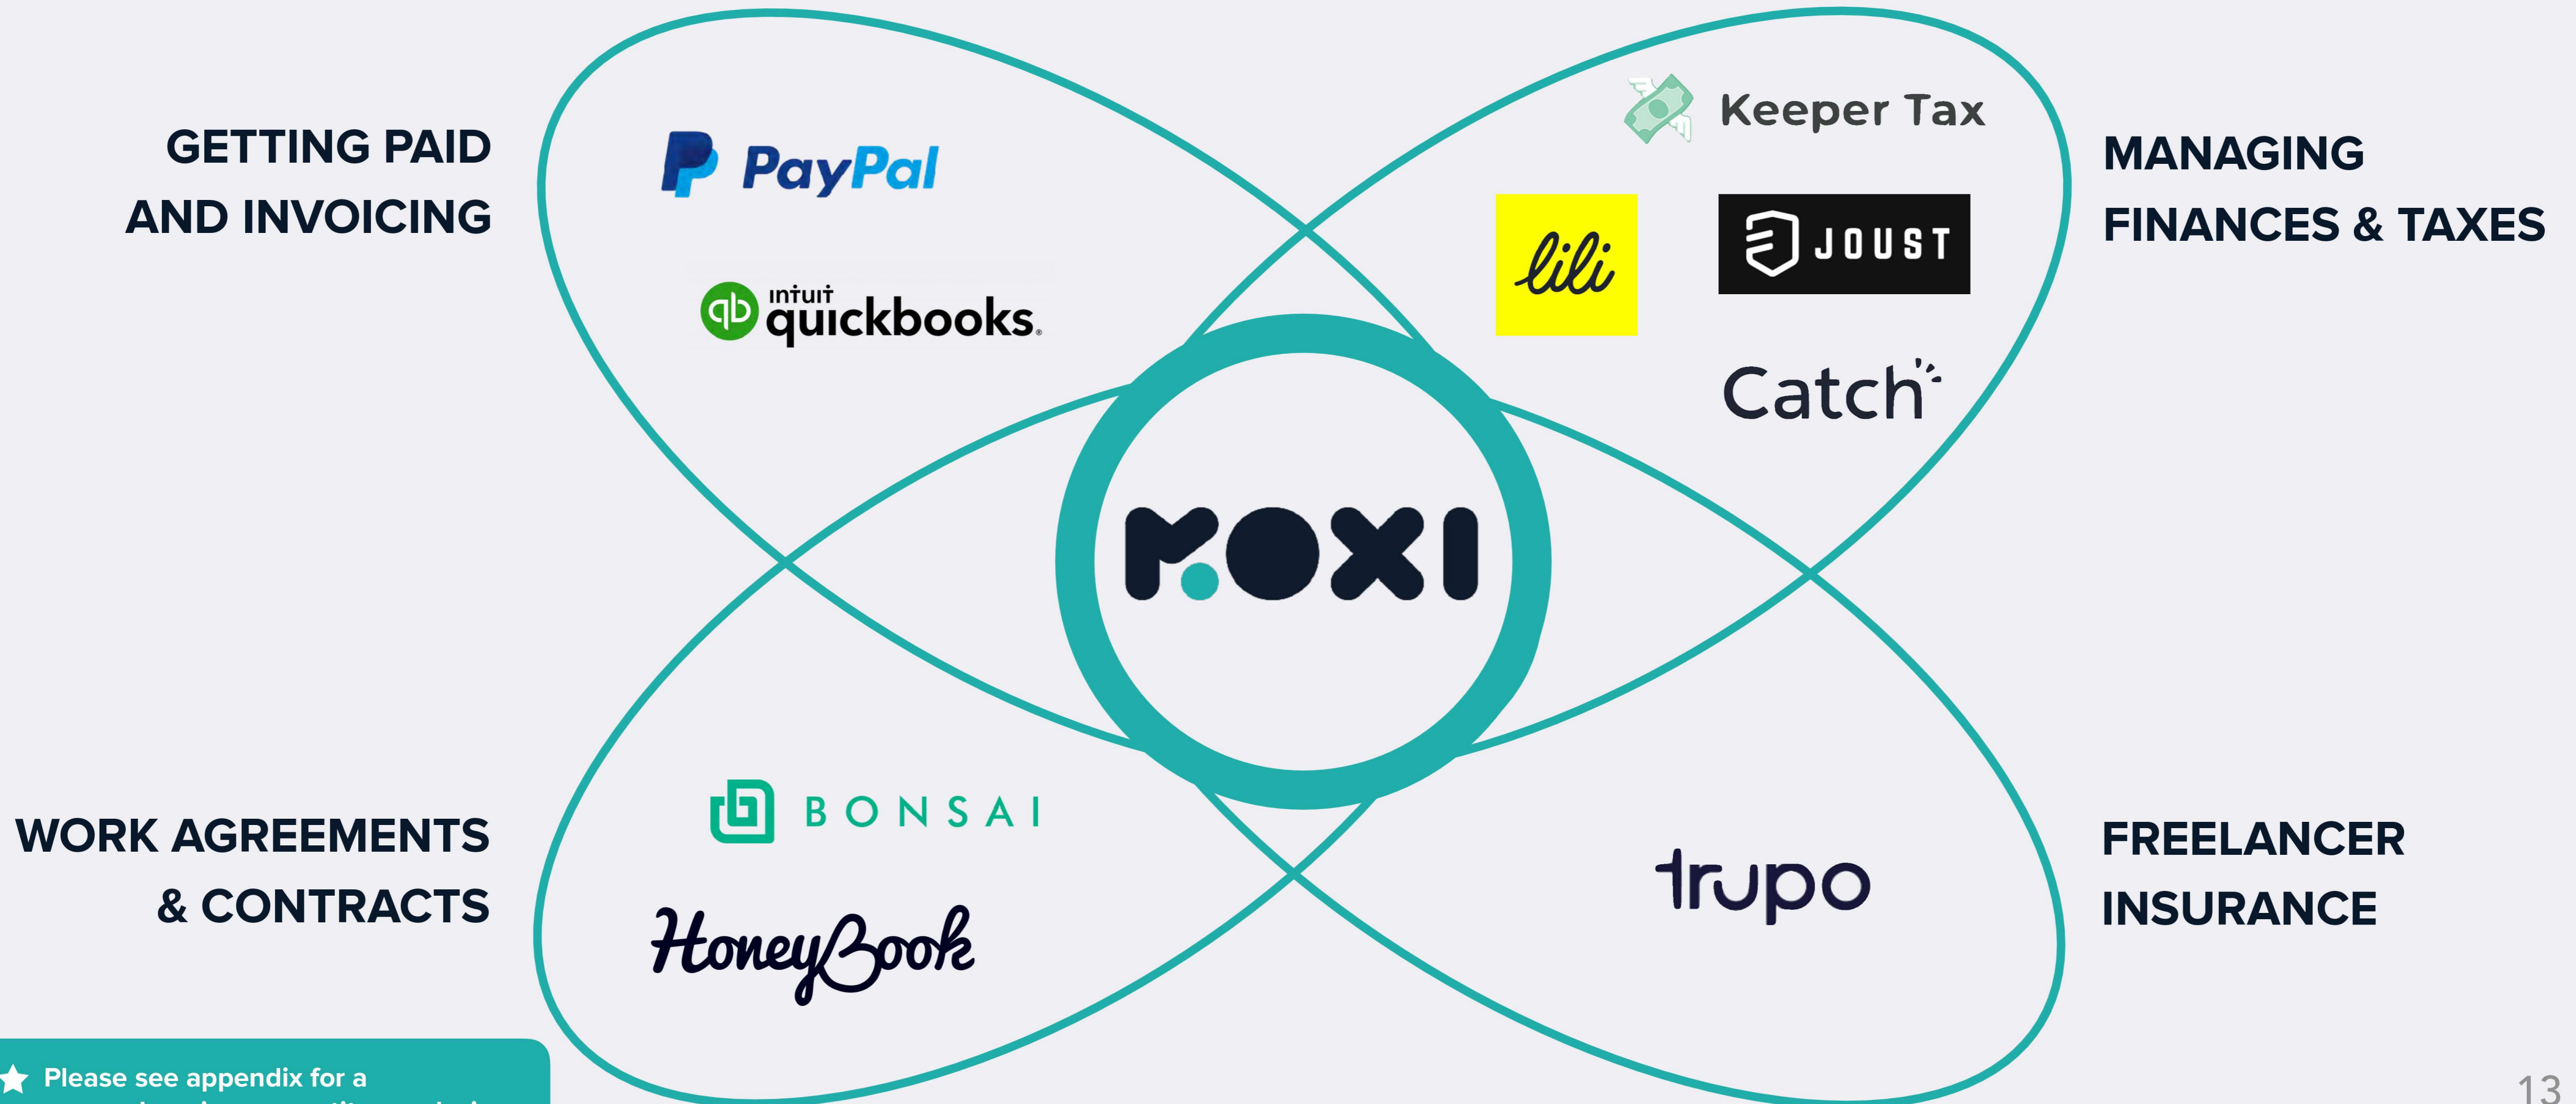 GETTING PAID
AND INVOICING
PayPal
intuit
quickbooks.
Keeper Tax
lili
JOUST
Catch
MANAGING
FINANCES & TAXES
MOXI
WORK AGREEMENTS
& CONTRACTS
BONSAI
HoneyBook
trupo
FREELANCER
INSURANCE
Please see appendix for a
13